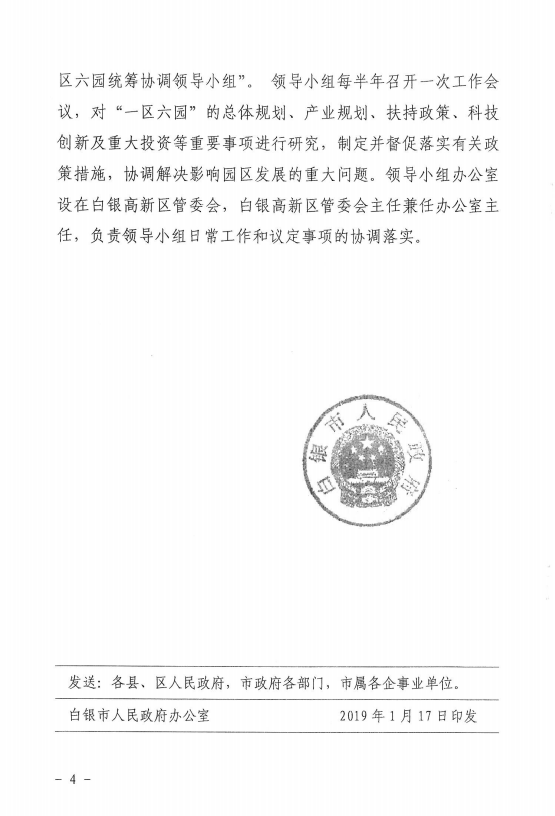 区六园统筹协调领导小组”。 领导小组每半年召开一次工作会
议，对“一区六园”的总体规划、产业规划、扶持政策、科技
创新及重大投资等重要事项进行研究，制定并督促落实有关政
策措施，协调解决影响园区发展的重大问题。领导小组办公室
设在白银高新区管委会，白银高新区管委会主任兼任办公室主
任，负责领导小组日常工作和议定事项的协调落实。
白银市人民政府
发送：各县、区人民政府，市政府各部门，市属各企事业单位。
白银市人民政府办公室 2019年1月17日印发
- 4 -